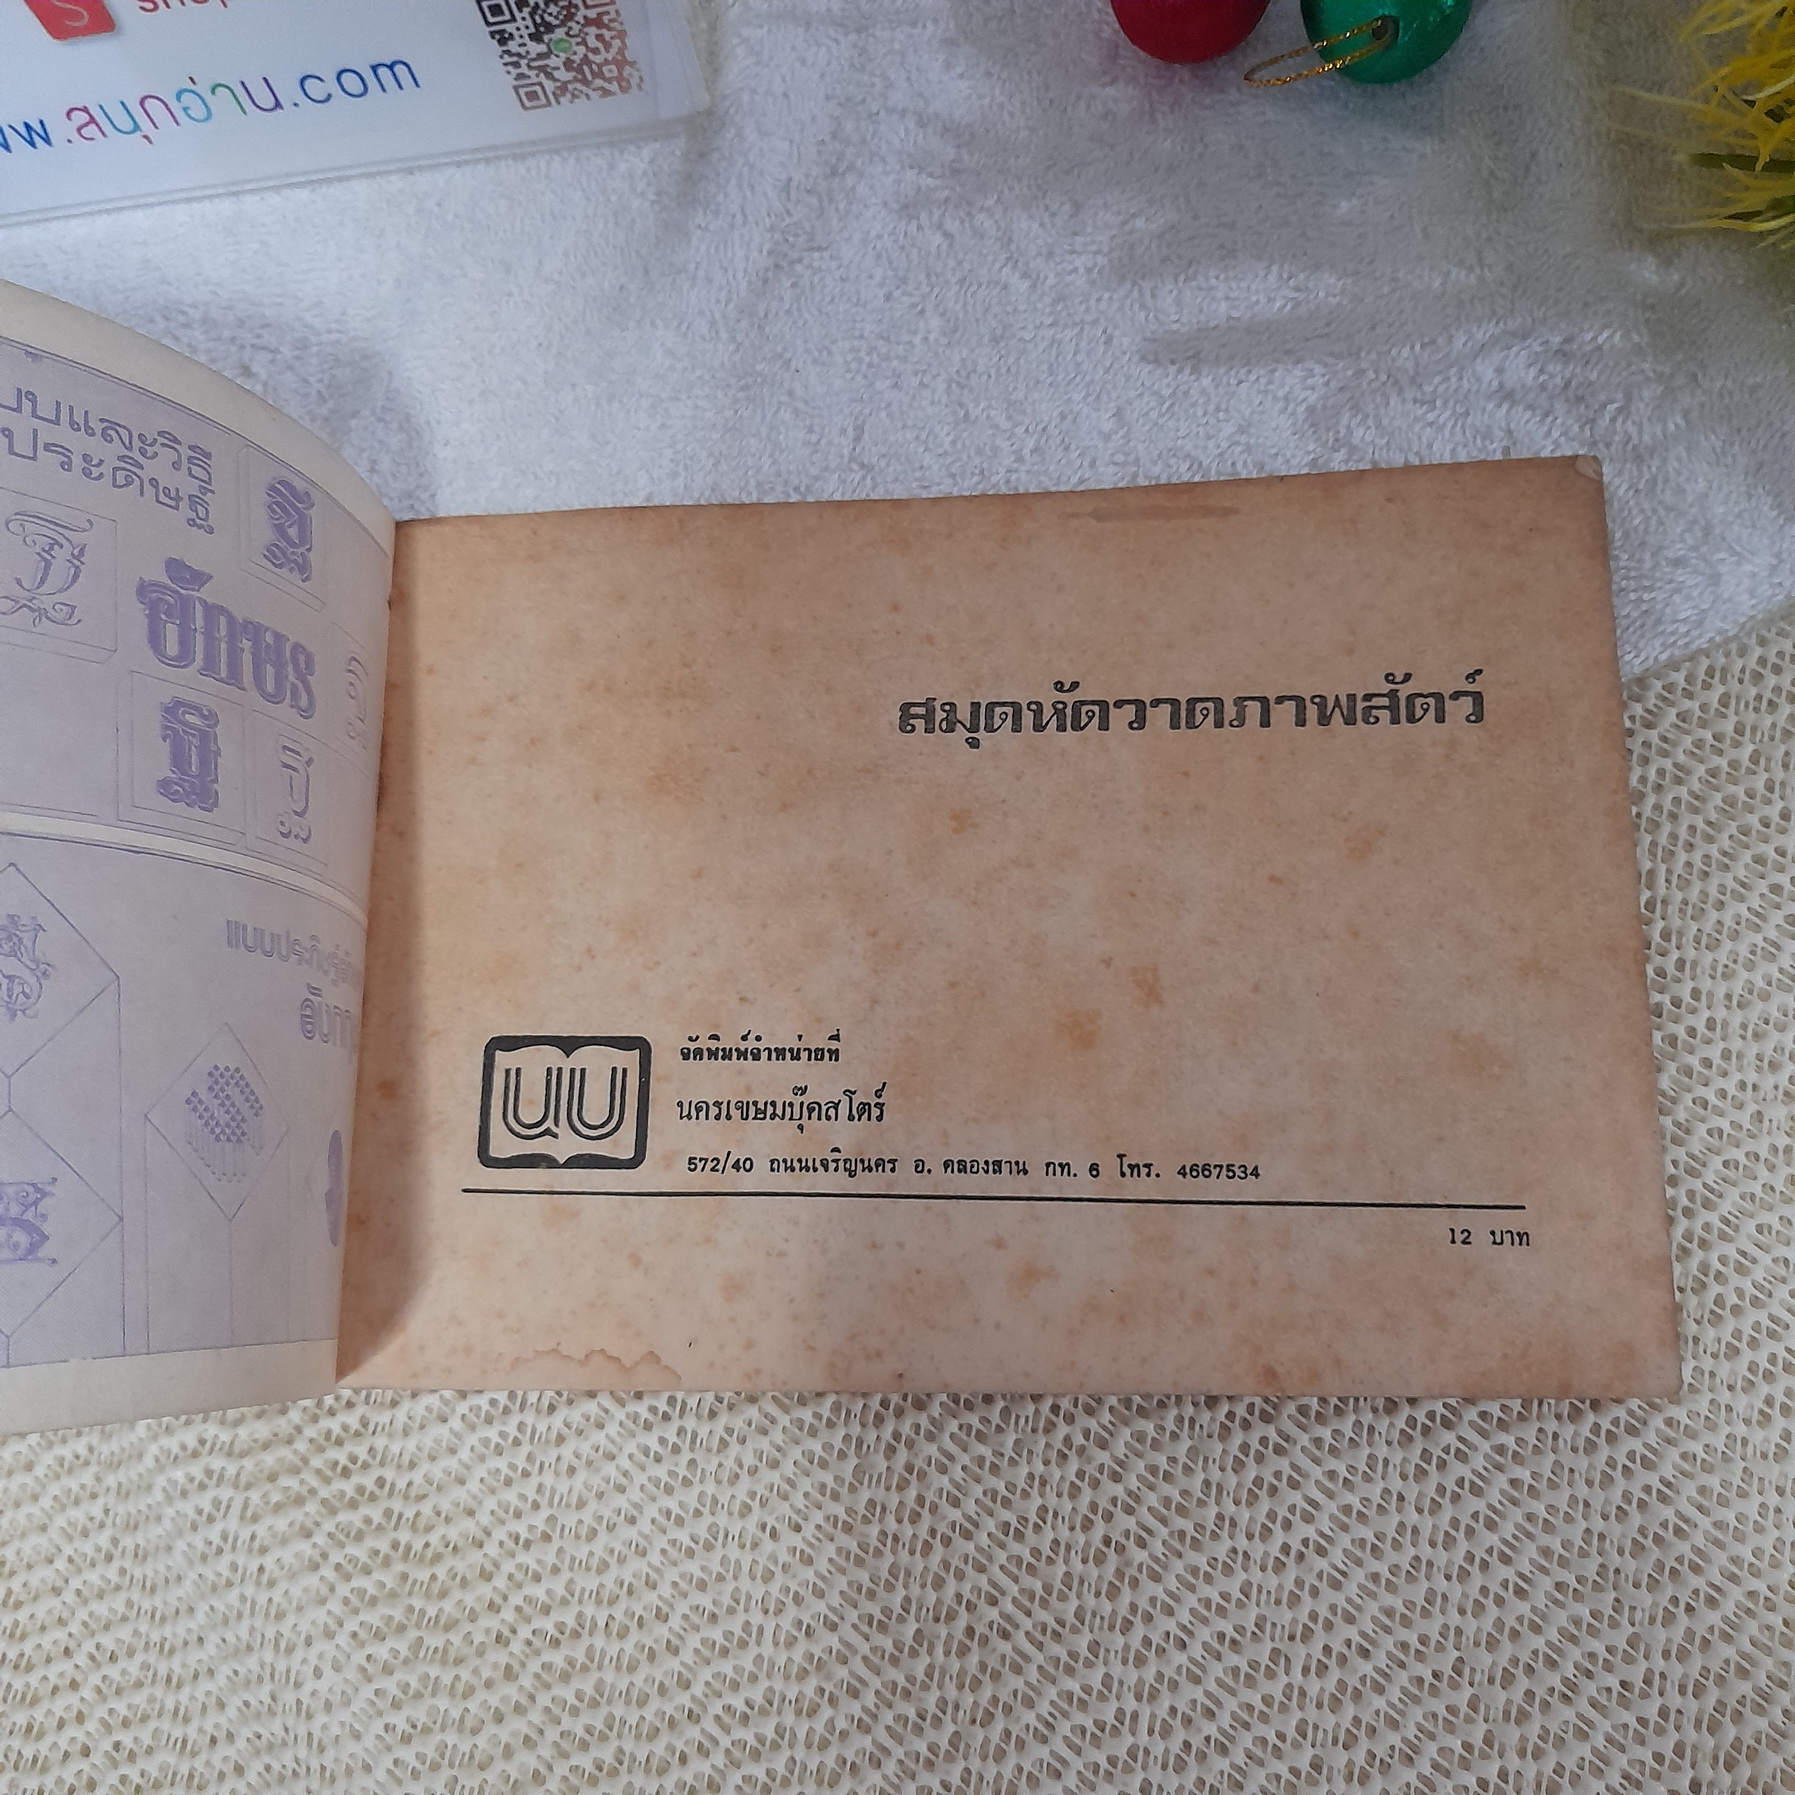 www.สนุกอ่าน.com
แบบและวิธี
ประดิษฐ์
อักษร
สมุดหัดวาดภาพสัตว์
นบ
จัดพิมพ์จำหน่ายที่
นครเขษมบุ๊คสโตร์
572/40 ถนนเจริญนคร อ. คลองสาน กท. 6 โทร. 4667534
12 บาท